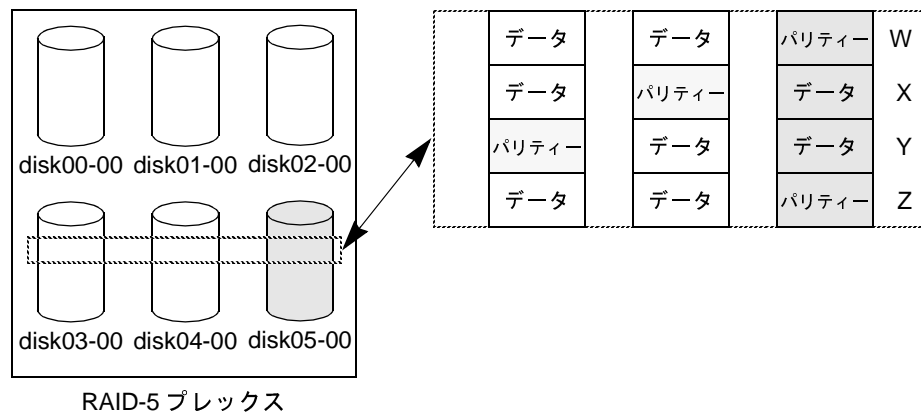 disk00-00 disk01-00 disk02-00
disk03-00 disk04-00 disk05-00
RAID-5 プレックス
データ データ パリティー W
データ パリティー データ X
パリティー データ データ Y
データ データ パリティー Z